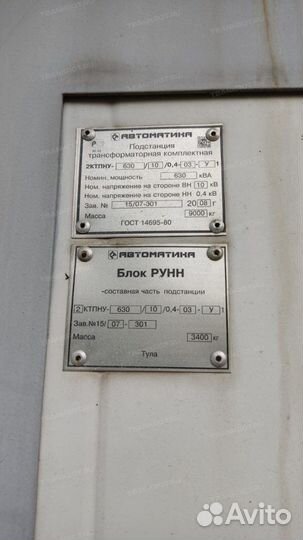 АВТОМАТИКА
Подстанция
трансформаторная комплектная
2КТПНУ- 630 / 10 /0,4- 03 - У 1
Номин. мощность 630 кВА
Ном. напряжение на стороне ВН 10 кВ
Ном. напряжение на стороне НН 0,4 кВ
Зав. № 15/07-301 2008 г
Масса 9000 кг
ГОСТ 14695-80
АВТОМАТИКА
Блок РУНН
-составная часть подстанции
2 КТПНУ- 630 / 10 /0,4- 03 - У 1
Зав.№15/ 07 - 301
Масса 3400 кг
Тула
Avito